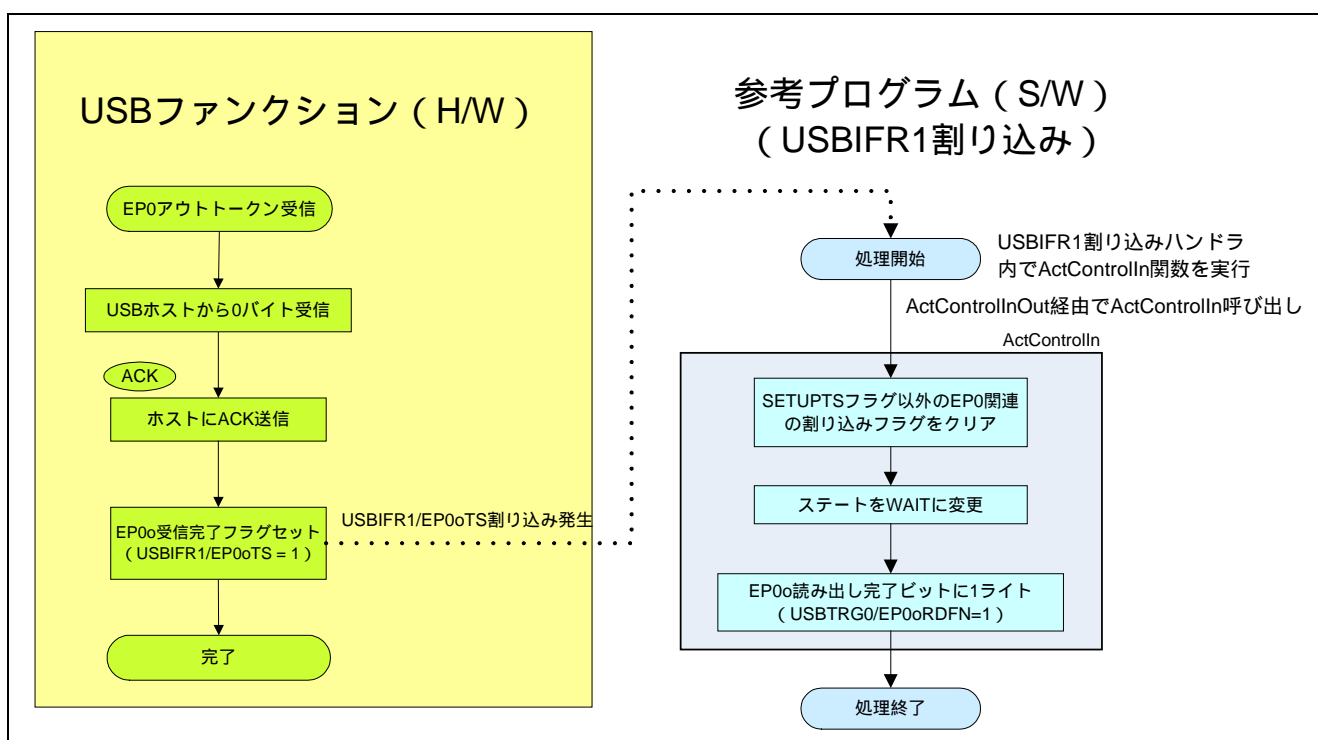 USBファンクション（H/W）
EP0アウトトークン受信
USBホストから0バイト受信
ACK
ホストにACK送信
EP0o受信完了フラグセット
（USBIFR1/EP0oTS = 1）
完了
USBIFR1/EP0oTS割り込み発生
参考プログラム（S/W）
（USBIFR1割り込み）
処理開始
USBIFR1割り込みハンドラ
内でActControlIn関数を実行
ActControlInOut経由でActControlIn呼び出し
ActControlIn
SETUPTSフラグ以外のEP0関連
の割り込みフラグをクリア
ステートをWAITに変更
EP0o読み出し完了ビットに1ライト
（USBTRG0/EP0oRDFN=1）
処理終了